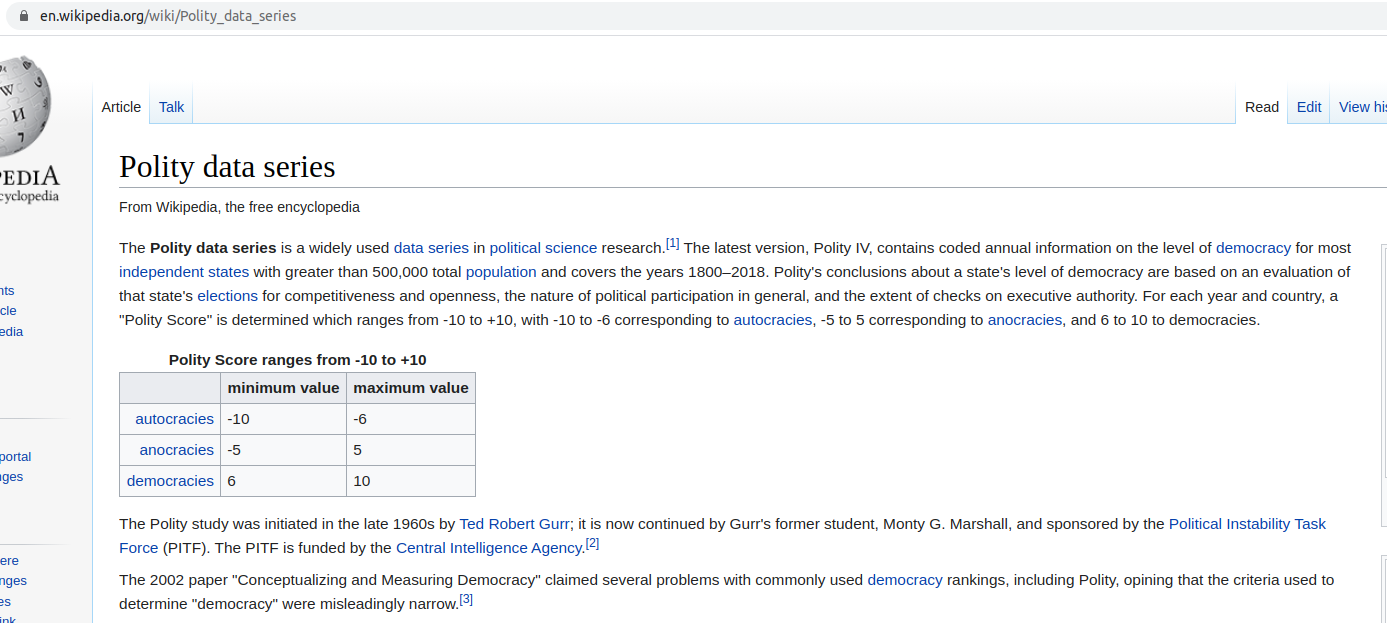 en.wikipedia.org/wiki/Polity_data_series
Article Talk Read Edit View his
PEDIA
cyclopedia
Polity data series
From Wikipedia, the free encyclopedia
The Polity data series is a widely used data series in political science research.[1] The latest version, Polity IV, contains coded annual information on the level of democracy for most
independent states with greater than 500,000 total population and covers the years 1800–2018. Polity's conclusions about a state's level of democracy are based on an evaluation of
that state's elections for competitiveness and openness, the nature of political participation in general, and the extent of checks on executive authority. For each year and country, a
"Polity Score" is determined which ranges from -10 to +10, with -10 to -6 corresponding to autocracies, -5 to 5 corresponding to anocracies, and 6 to 10 to democracies.
nts
cle
edia
portal
nges
ere
nges
es
ink
Polity Score ranges from -10 to +10
minimum value maximum value
autocracies -10 -6
anocracies -5 5
democracies 6 10
The Polity study was initiated in the late 1960s by Ted Robert Gurr; it is now continued by Gurr's former student, Monty G. Marshall, and sponsored by the Political Instability Task
Force (PITF). The PITF is funded by the Central Intelligence Agency.[2]
The 2002 paper "Conceptualizing and Measuring Democracy" claimed several problems with commonly used democracy rankings, including Polity, opining that the criteria used to
determine "democracy" were misleadingly narrow.[3]